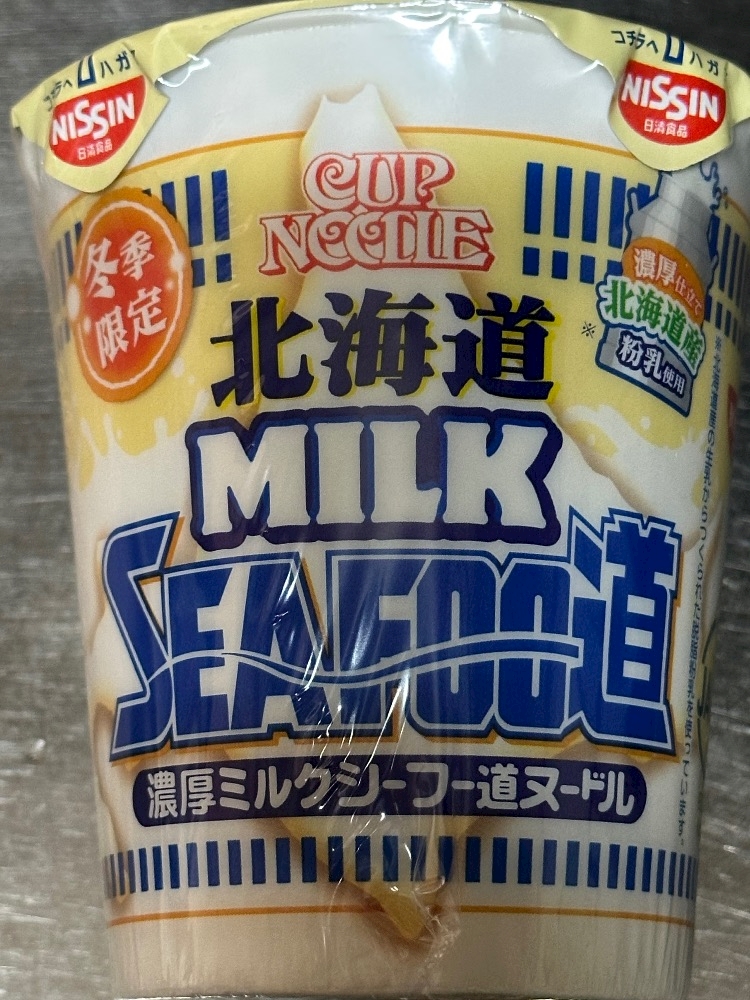 コチラへ ハガ
NISSIN
日清食品
コチラへ ハガ
NISSIN
日清食品
CUP
NOODLE
冬季
限定
濃厚仕立て
北海道産
※
粉乳使用
北海道
MILK
SEAFOO道
濃厚ミルクシーフー道ヌードル